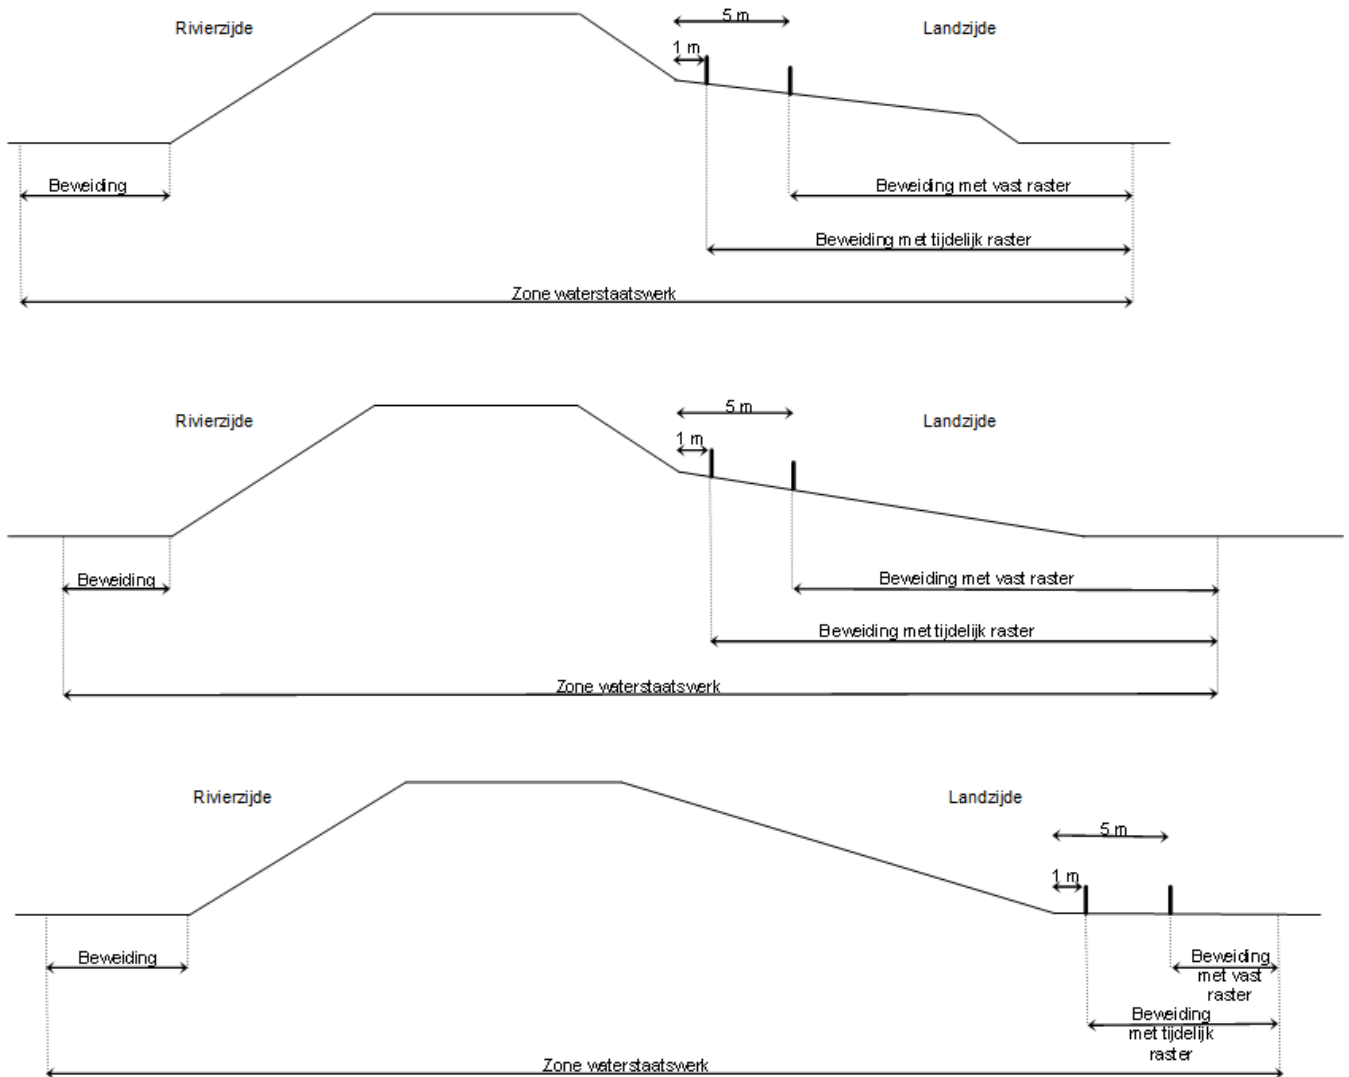 5 m
Rivierzijde
Landzijde
1 m
Beweiding
Beweiding met vast raster
Beweiding met tijdelijk raster
Zone waterstaatswerk
5 m
Rivierzijde
Landzijde
1 m
Beweiding
Beweiding met vast raster
Beweiding met tijdelijk raster
Zone waterstaatswerk
Rivierzijde
Landzijde
5 m
1 m
Beweiding
Beweiding
met vast
raster
Beweiding
met tijdelijk
raster
Zone waterstaatswerk